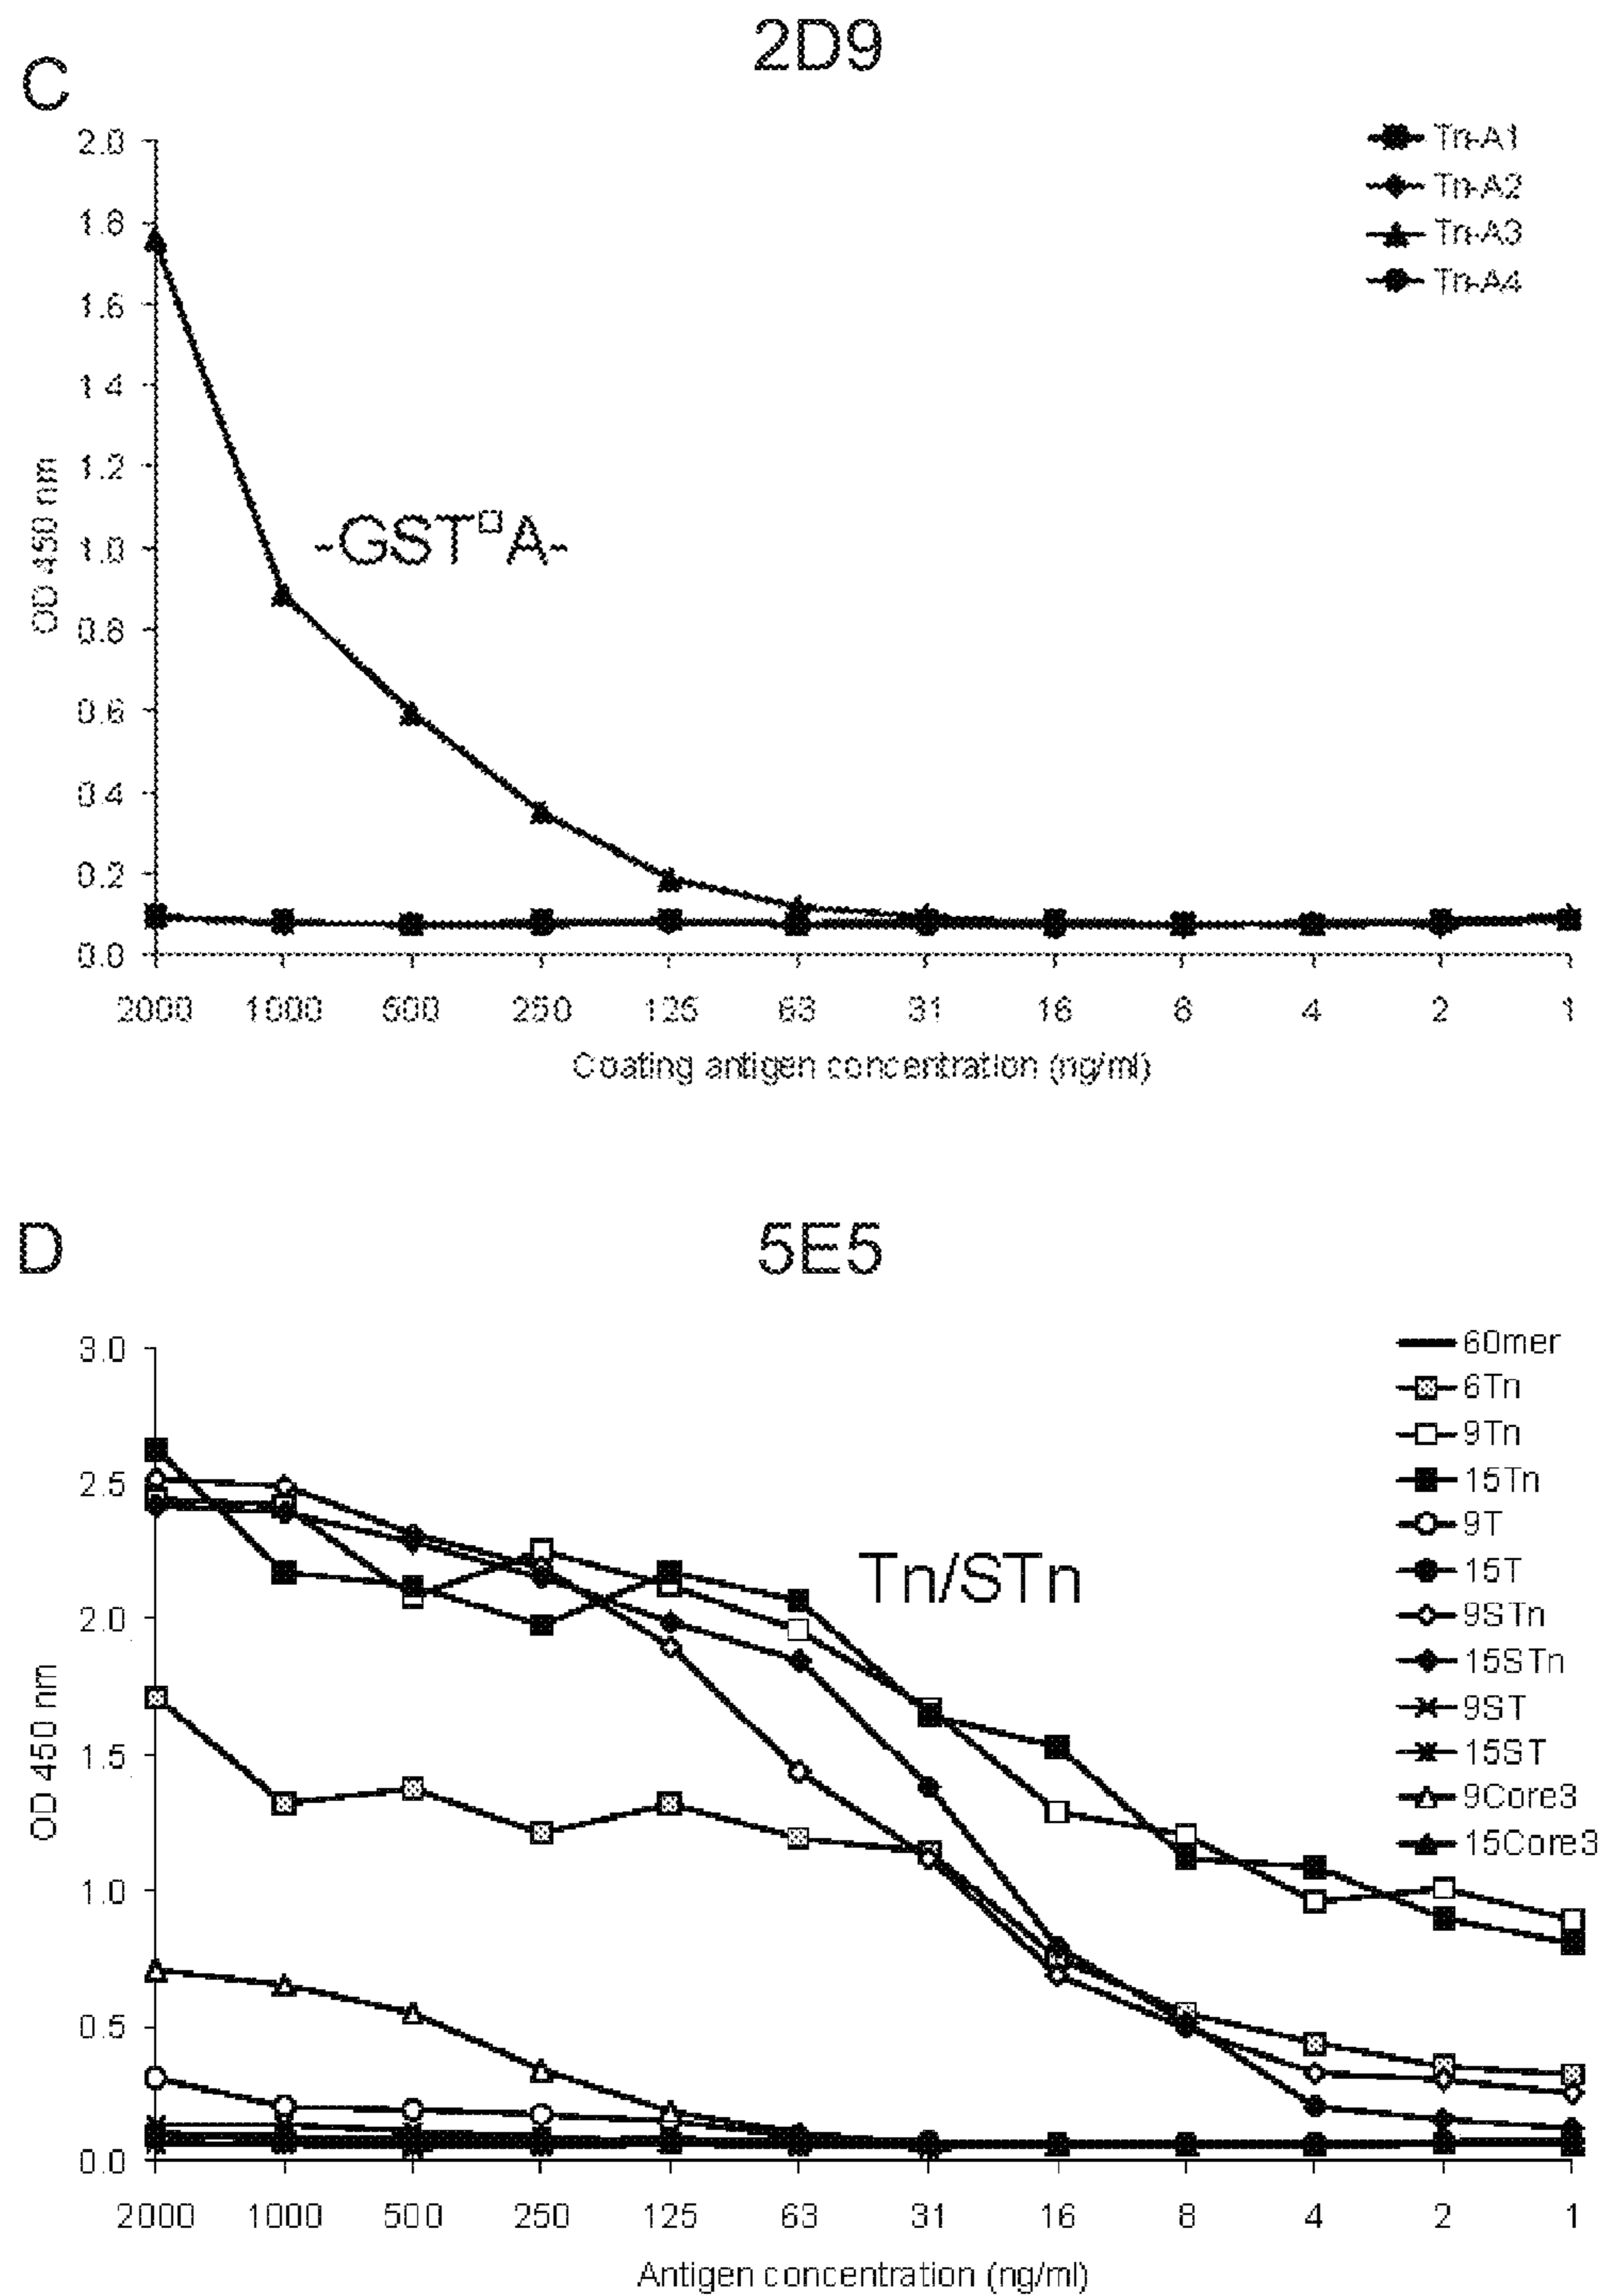 C
2D9
2.0
1.8
1.6
1.4
1.2
1.0
0.8
0.6
0.4
0.2
0.0
OD 450 nm
-GST□A-
Tn-A1
Tn-A2
Tn-A3
Tn-A4
2000 1000 500 250 125 63 31 16 8 4 2 1
Coating antigen concentration (ng/ml)
D
5E5
3.0
2.5
2.0
1.5
1.0
0.5
0.0
OD 450 nm
Tn/STn
60mer
6Tn
9Tn
15Tn
9T
15T
9STn
15STn
9ST
15ST
9Core3
15Core3
2000 1000 500 250 125 63 31 16 8 4 2 1
Antigen concentration (ng/ml)